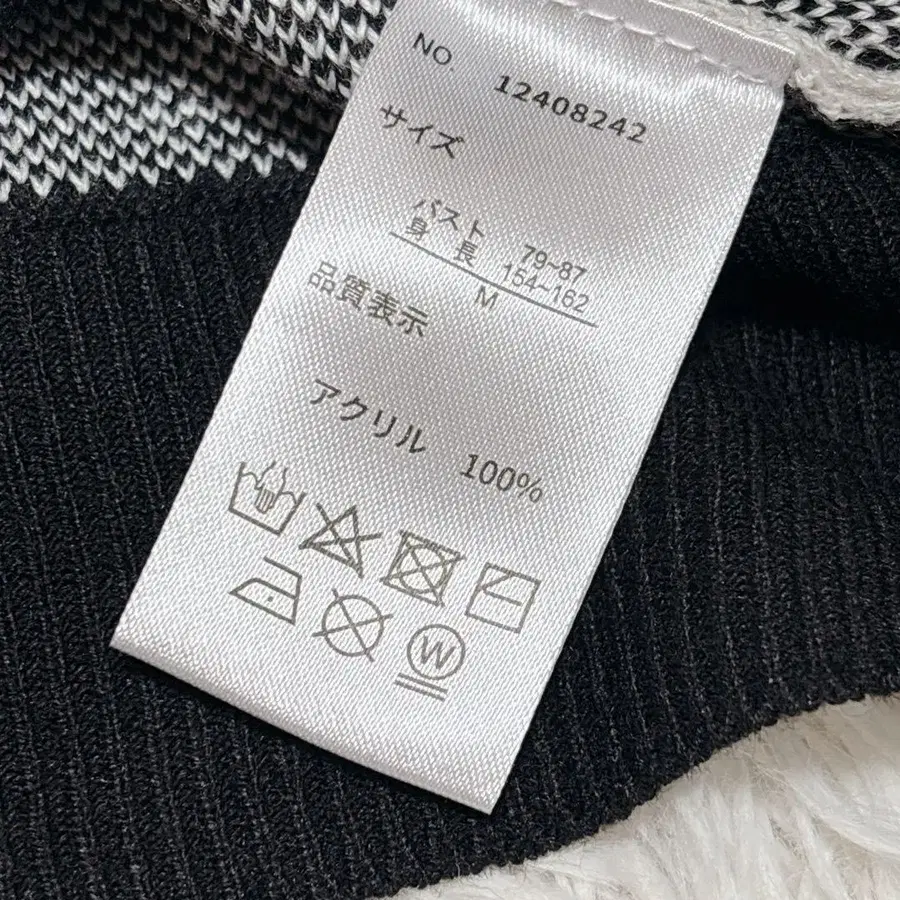 NO. 12408242
サイズ
バスト 79~87
身長 154~162
M
品質表示
アクリル 100%
W